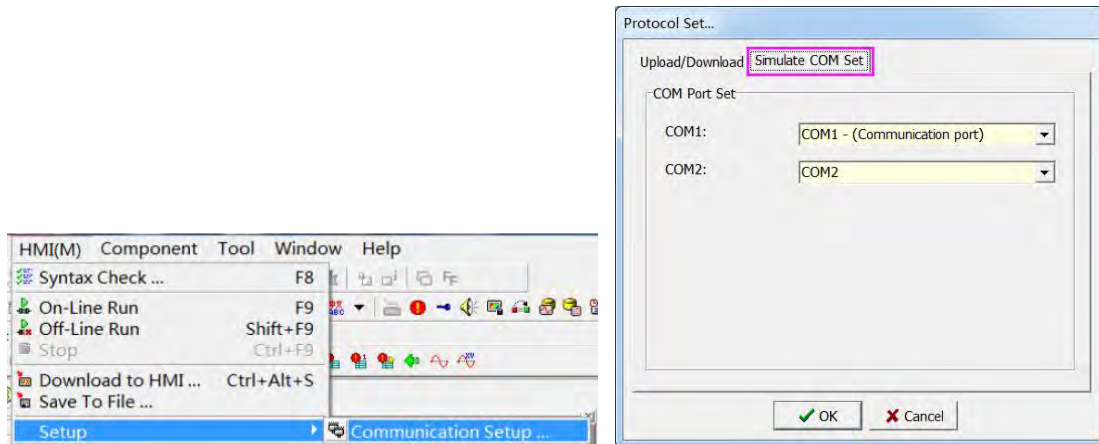 HMI(M) Component Tool Window Help
Syntax Check ... F8
On-Line Run F9
Off-Line Run Shift+F9
Stop Ctrl+F9
Download to HMI ... Ctrl+Alt+S
Save To File ...
Setup Communication Setup ...
Protocol Set...
Upload/Download Simulate COM Set
COM Port Set
COM1: COM1 - (Communication port)
COM2: COM2
OK Cancel